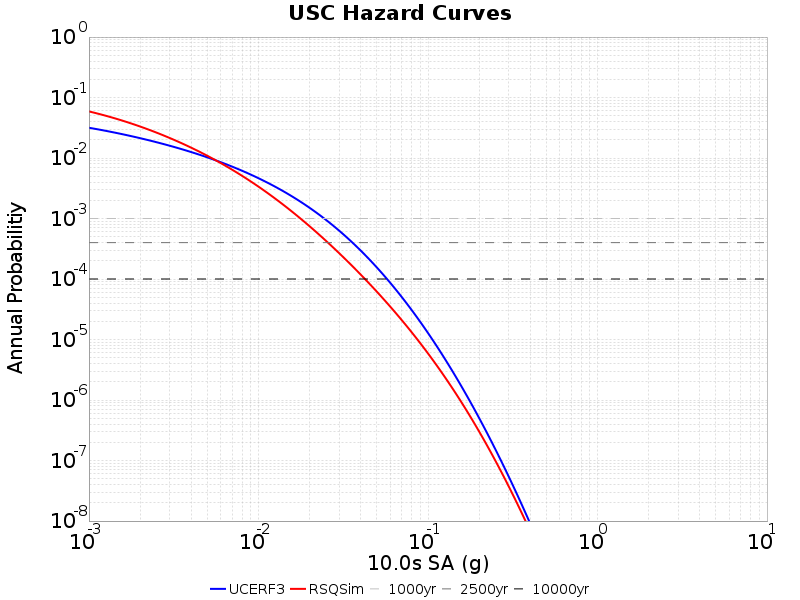 USC Hazard Curves
Annual Probabilitiy
10^0
10^-1
10^-2
10^-3
10^-4
10^-5
10^-6
10^-7
10^-8
10^-3 10^-2 10^-1 10^0 10^1
10.0s SA (g)
UCERF3 RSQSim 1000yr 2500yr 10000yr